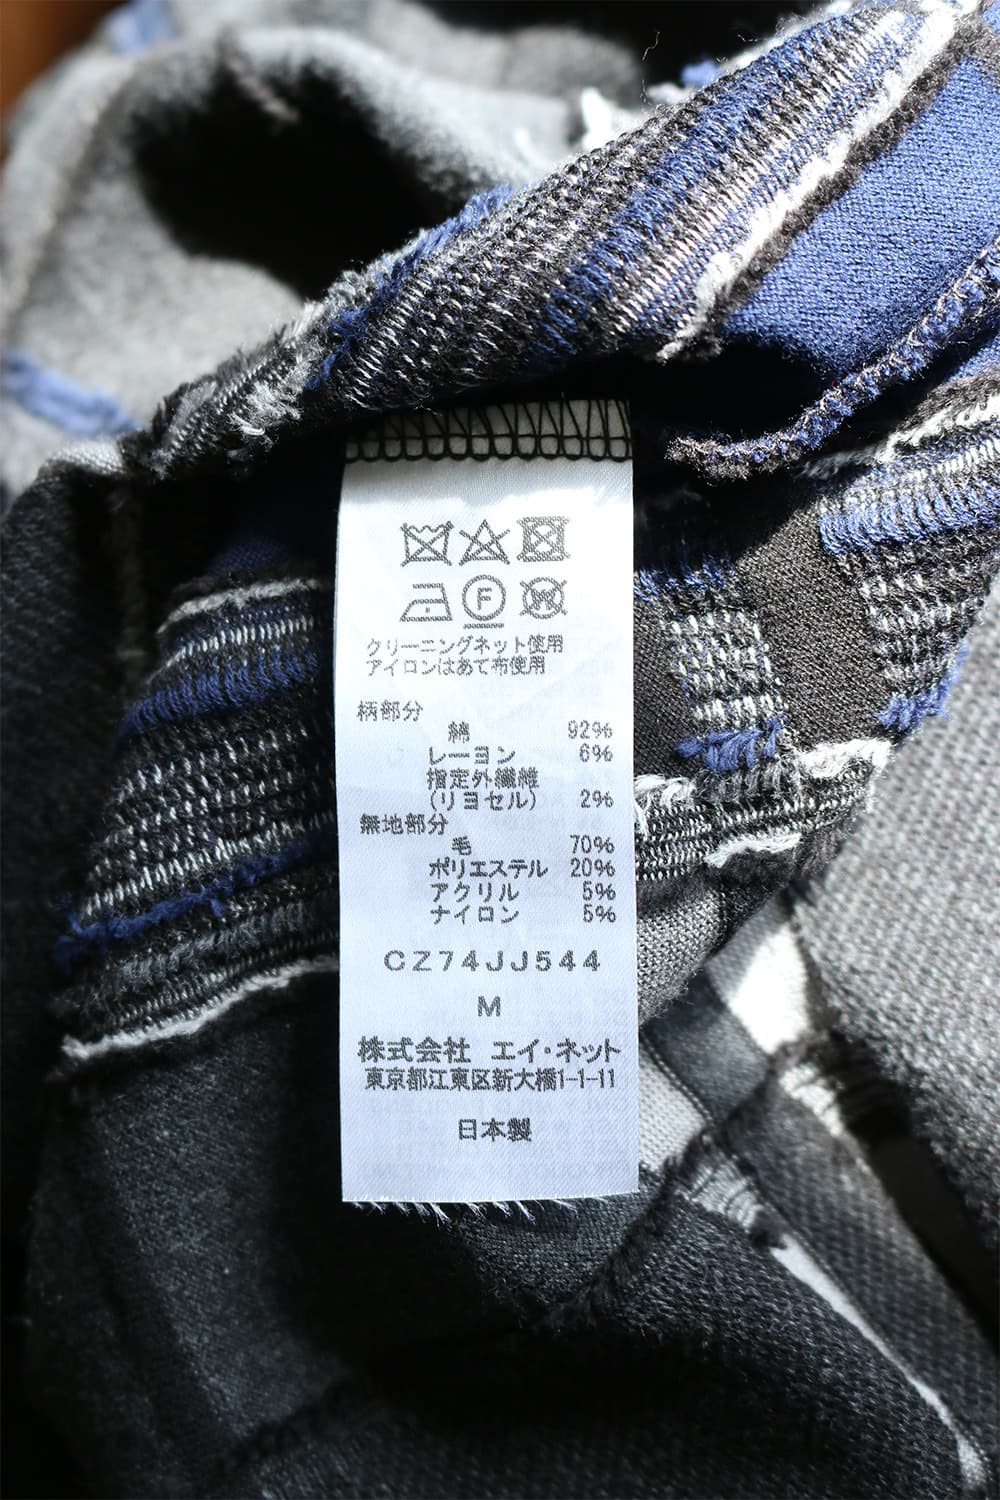 F
W
クリーニングネット使用
アイロンはあて布使用
柄部分
綿 92%
レーヨン 6%
指定外繊維
(リヨセル) 2%
無地部分
毛 70%
ポリエステル 20%
アクリル 5%
ナイロン 5%
CZ74JJ544
M
株式会社 エイ・ネット
東京都江東区新大橋1-1-11
日本製